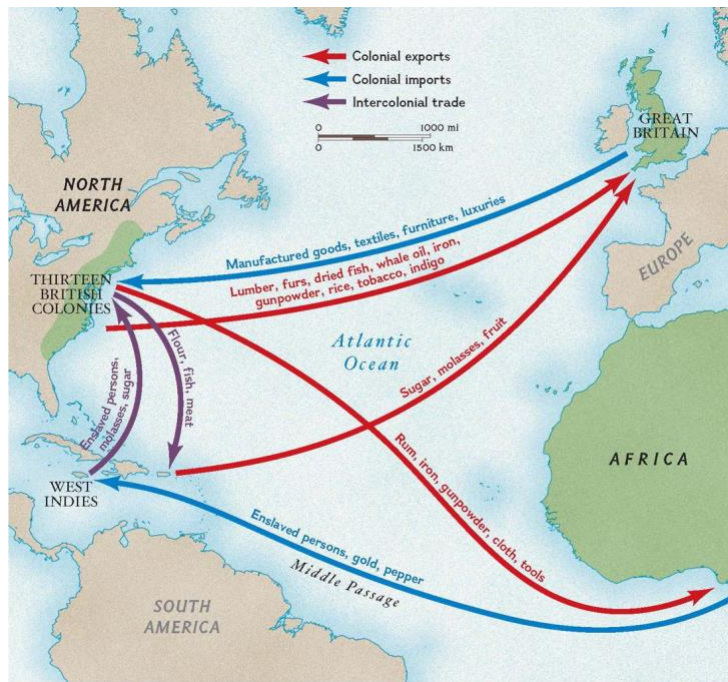 Colonial exports
Colonial imports
Intercolonial trade
0 1000 mi
0 1500 km
GREAT
BRITAIN
NORTH
AMERICA
EUROPE
Manufactured goods, textiles, furniture, luxuries
THIRTEEN
BRITISH
COLONIES
Lumber, furs, dried fish, whale oil, iron,
gunpowder, rice, tobacco, indigo
Atlantic
Ocean
Flour, fish, meat
Enslaved persons,
molasses, sugar
Sugar, molasses, fruit
AFRICA
Rum, iron, gunpowder, cloth, tools
WEST
INDIES
Enslaved persons, gold, pepper
Middle Passage
SOUTH
AMERICA